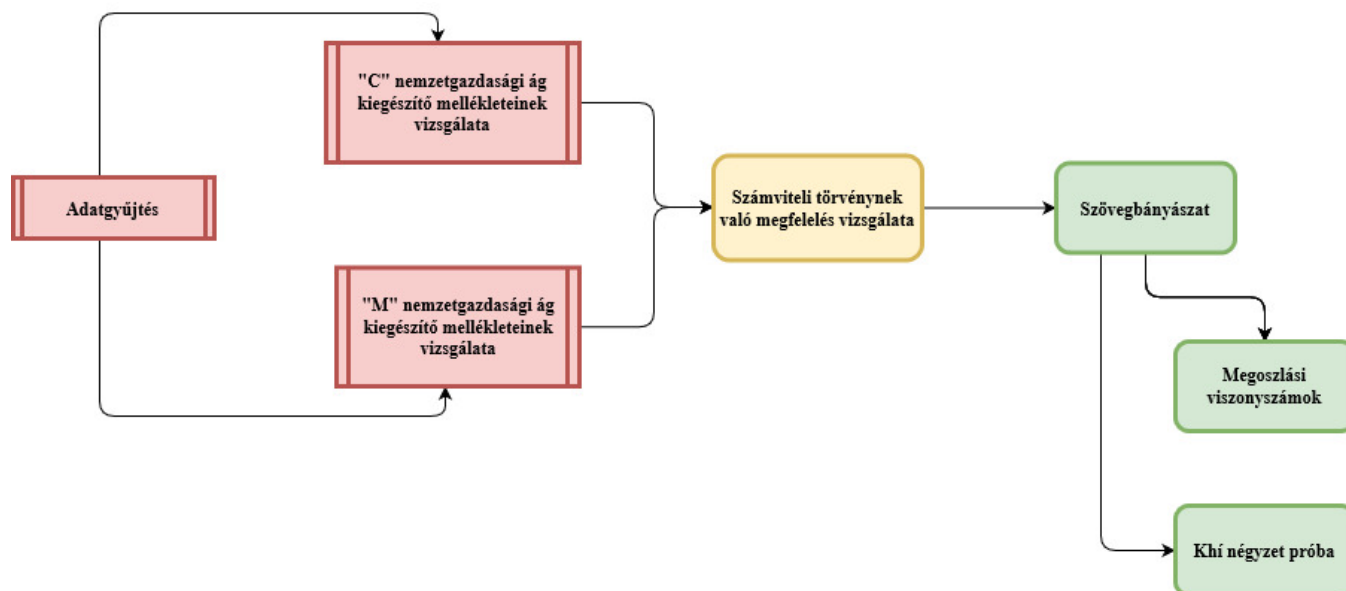 "C" nemzetgazdasági ág
kiegészítő mellékleteinek
vizsgálata
Adatgyűjtés
"M" nemzetgazdasági ág
kiegészítő mellékleteinek
vizsgálata
Számviteli törvénynek
való megfelelés vizsgálata
Szövegbányászat
Megoszlási
viszonyszámok
Khí négyzet próba